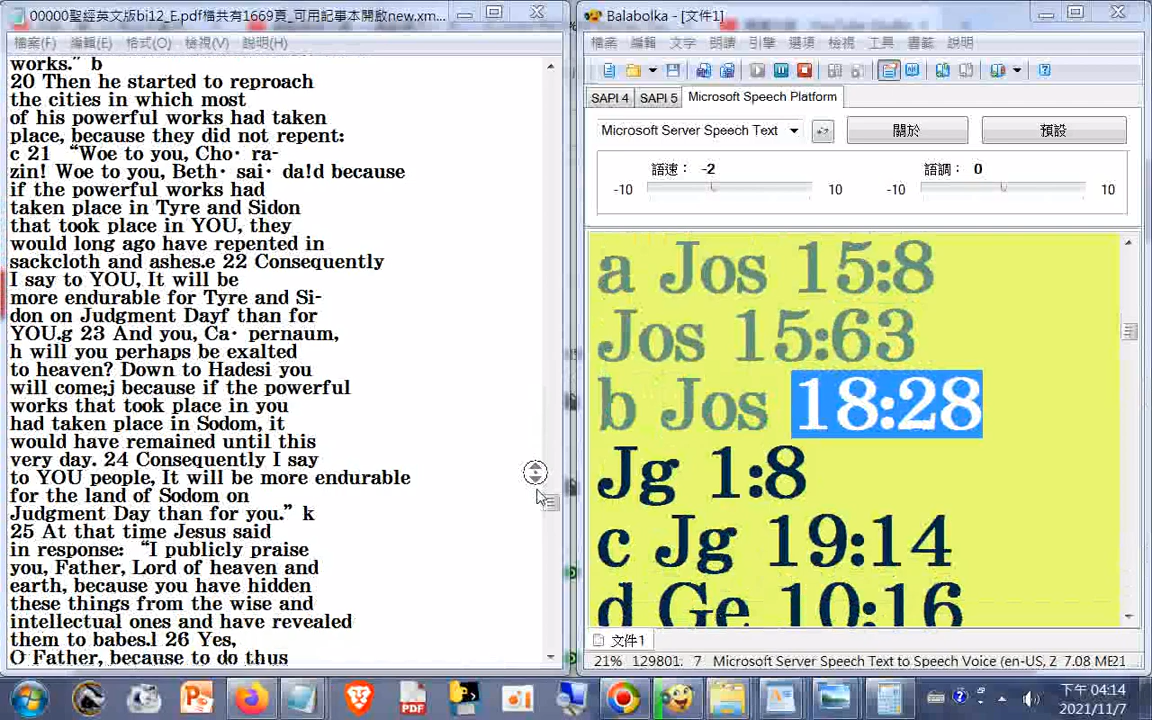 00000聖經英文版bi12_E.pdf檔共有1669頁_可用記事本開啟new.xm...
檔案(F) 編輯(E) 格式(O) 檢視(V) 說明(H)
works.” b
20 Then he started to reproach
the cities in which most
of his powerful works had taken
place, because they did not repent:
c 21 “Woe to you, Cho· ra-
zin! Woe to you, Beth· sai· da!d because
if the powerful works had
taken place in Tyre and Sidon
that took place in YOU, they
would long ago have repented in
sackcloth and ashes.e 22 Consequently
I say to YOU, It will be
more endurable for Tyre and Si-
don on Judgment Dayf than for
YOU.g 23 And you, Ca· pernaum,
h will you perhaps be exalted
to heaven? Down to Hadesi you
will come;j because if the powerful
works that took place in you
had taken place in Sodom, it
would have remained until this
very day. 24 Consequently I say
to YOU people, It will be more endurable
for the land of Sodom on
Judgment Day than for you.” k
25 At that time Jesus said
in response: “I publicly praise
you, Father, Lord of heaven and
earth, because you have hidden
these things from the wise and
intellectual ones and have revealed
them to babes.l 26 Yes,
O Father, because to do thus
Balabolka - [文件1]
檔案 編輯 文字 朗讀 引擎 選項 檢視 工具 書籤 說明
SAPI 4 SAPI 5 Microsoft Speech Platform
Microsoft Server Speech Text 關於 預設
語速： -2 語調： 0
-10 10 -10 10
a Jos 15:8
Jos 15:63
b Jos 18:28
Jg 1:8
c Jg 19:14
d Ge 10:16
文件1
21% 129801: 7 Microsoft Server Speech Text to Speech Voice (en-US, Z 7.08 ME21
PDF
下午 04:14
2021/11/7